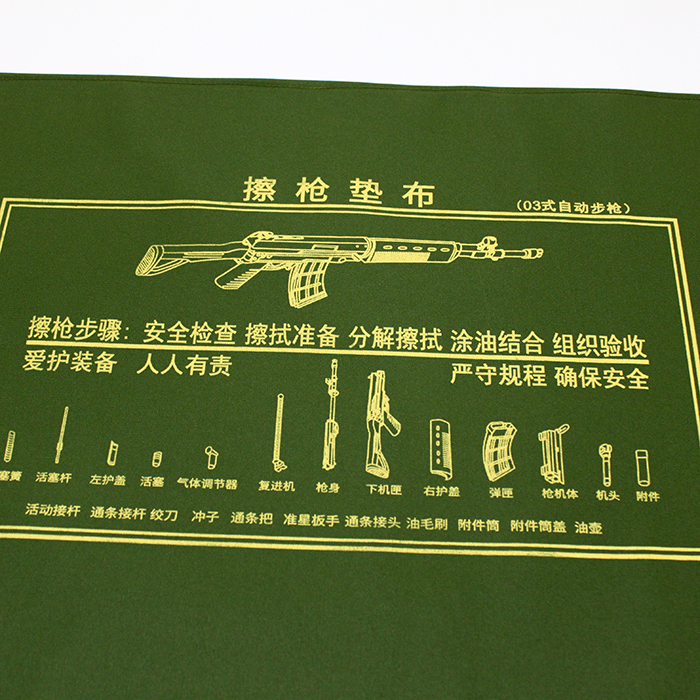 擦枪垫布
（03式自动步枪）
擦枪步骤：安全检查 擦拭准备 分解擦拭 涂油结合 组织验收
爱护装备 人人有责 严守规程 确保安全
塞簧 活塞杆 左护盖 活塞 气体调节器 复进机 枪身 下机匣 右护盖 弹匣 枪机体 机头 附件
活动接杆 通条接杆 绞刀 冲子 通条把 准星扳手 通条接头 油毛刷 附件筒 附件筒盖 油壶